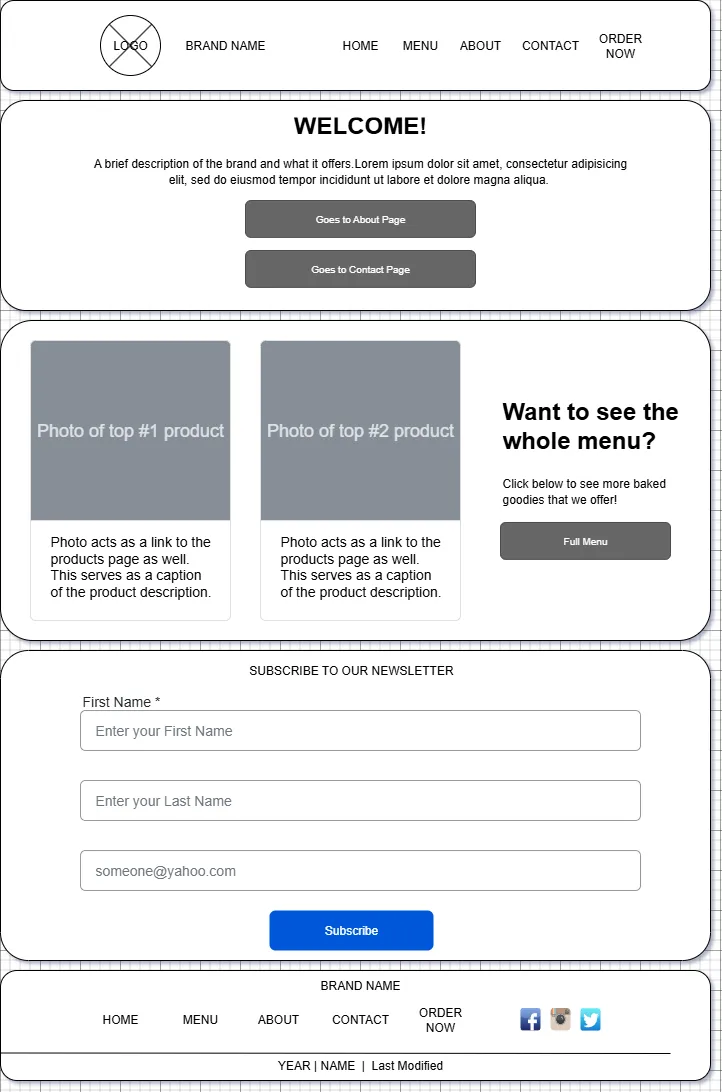 LOGO
BRAND NAME
HOME
MENU
ABOUT
CONTACT
ORDER
NOW
WELCOME!
A brief description of the brand and what it offers.Lorem ipsum dolor sit amet, consectetur adipisicing
elit, sed do eiusmod tempor incididunt ut labore et dolore magna aliqua.
Goes to About Page
Goes to Contact Page
Photo of top #1 product
Photo acts as a link to the
products page as well.
This serves as a caption
of the product description.
Photo of top #2 product
Photo acts as a link to the
products page as well.
This serves as a caption
of the product description.
Want to see the
whole menu?
Click below to see more baked
goodies that we offer!
Full Menu
SUBSCRIBE TO OUR NEWSLETTER
First Name *
Enter your First Name
Enter your Last Name
someone@yahoo.com
Subscribe
BRAND NAME
HOME
MENU
ABOUT
CONTACT
ORDER
NOW
YEAR | NAME | Last Modified